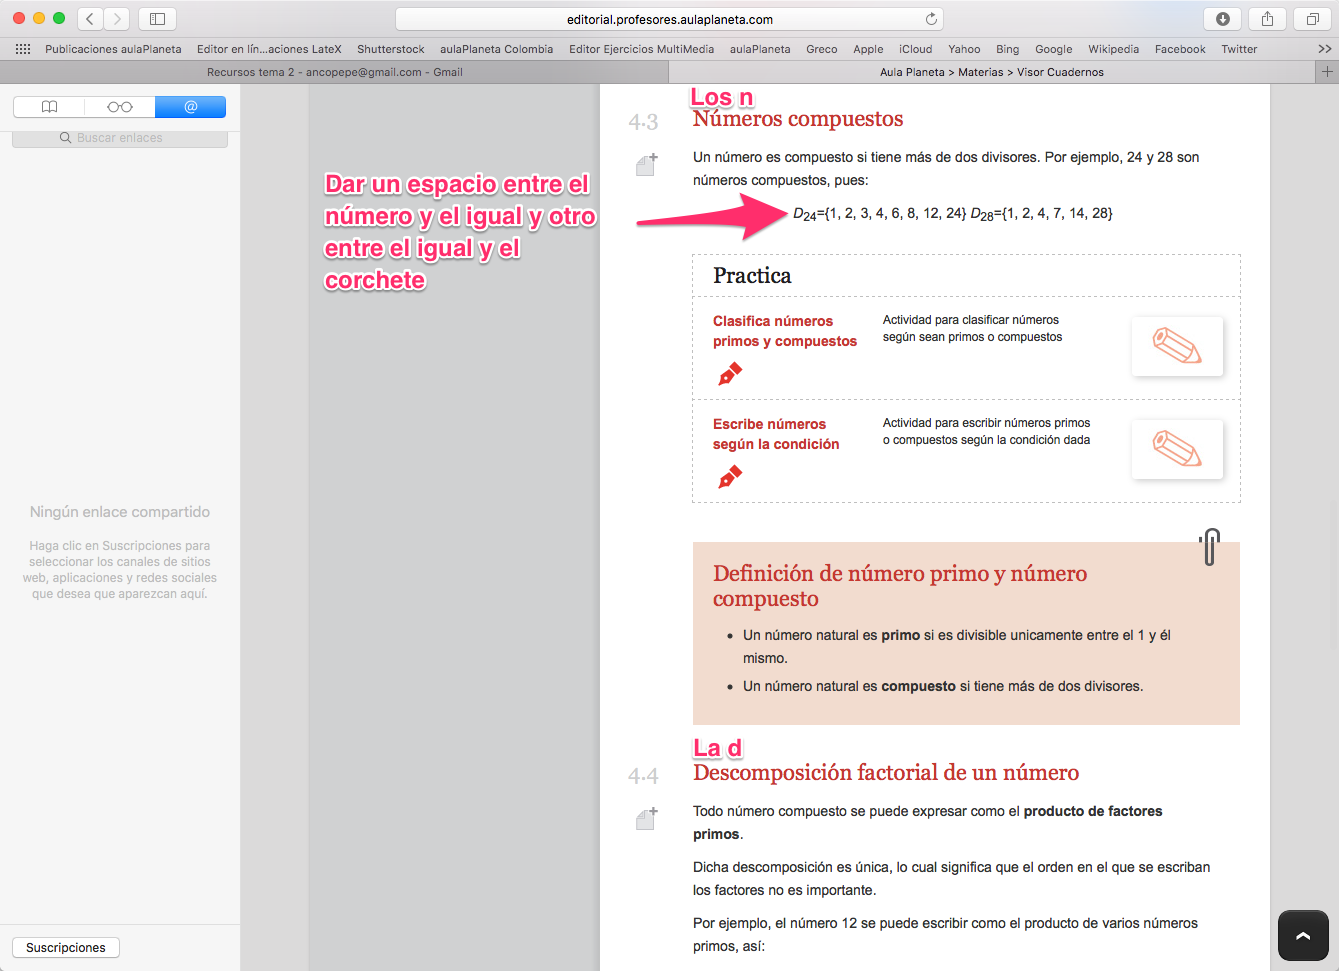 editorial.profesores.aulaplaneta.com
Publicaciones aulaPlaneta Editor en lín...aciones LateX Shutterstock aulaPlaneta Colombia Editor Ejercicios MultiMedia aulaPlaneta Greco Apple iCloud Yahoo Bing Google Wikipedia Facebook Twitter
Recursos tema 2 - ancopepe@gmail.com - Gmail
Aula Planeta > Materias > Visor Cuadernos
@
Buscar enlaces
Ningún enlace compartido
Haga clic en Suscripciones para
seleccionar los canales de sitios
web, aplicaciones y redes sociales
que desea que aparezcan aquí.
Suscripciones
Dar un espacio entre el
número y el igual y otro
entre el igual y el
corchete
Los n
4.3 Números compuestos
Un número es compuesto si tiene más de dos divisores. Por ejemplo, 24 y 28 son
números compuestos, pues:
D24={1, 2, 3, 4, 6, 8, 12, 24} D28={1, 2, 4, 7, 14, 28}
Practica
Clasifica números
primos y compuestos
Actividad para clasificar números
según sean primos o compuestos
Escribe números
según la condición
Actividad para escribir números primos
o compuestos según la condición dada
Definición de número primo y número
compuesto
• Un número natural es primo si es divisible unicamente entre el 1 y él
mismo.
• Un número natural es compuesto si tiene más de dos divisores.
La d
4.4 Descomposición factorial de un número
Todo número compuesto se puede expresar como el producto de factores
primos.
Dicha descomposición es única, lo cual significa que el orden en el que se escriban
los factores no es importante.
Por ejemplo, el número 12 se puede escribir como el producto de varios números
primos, así: